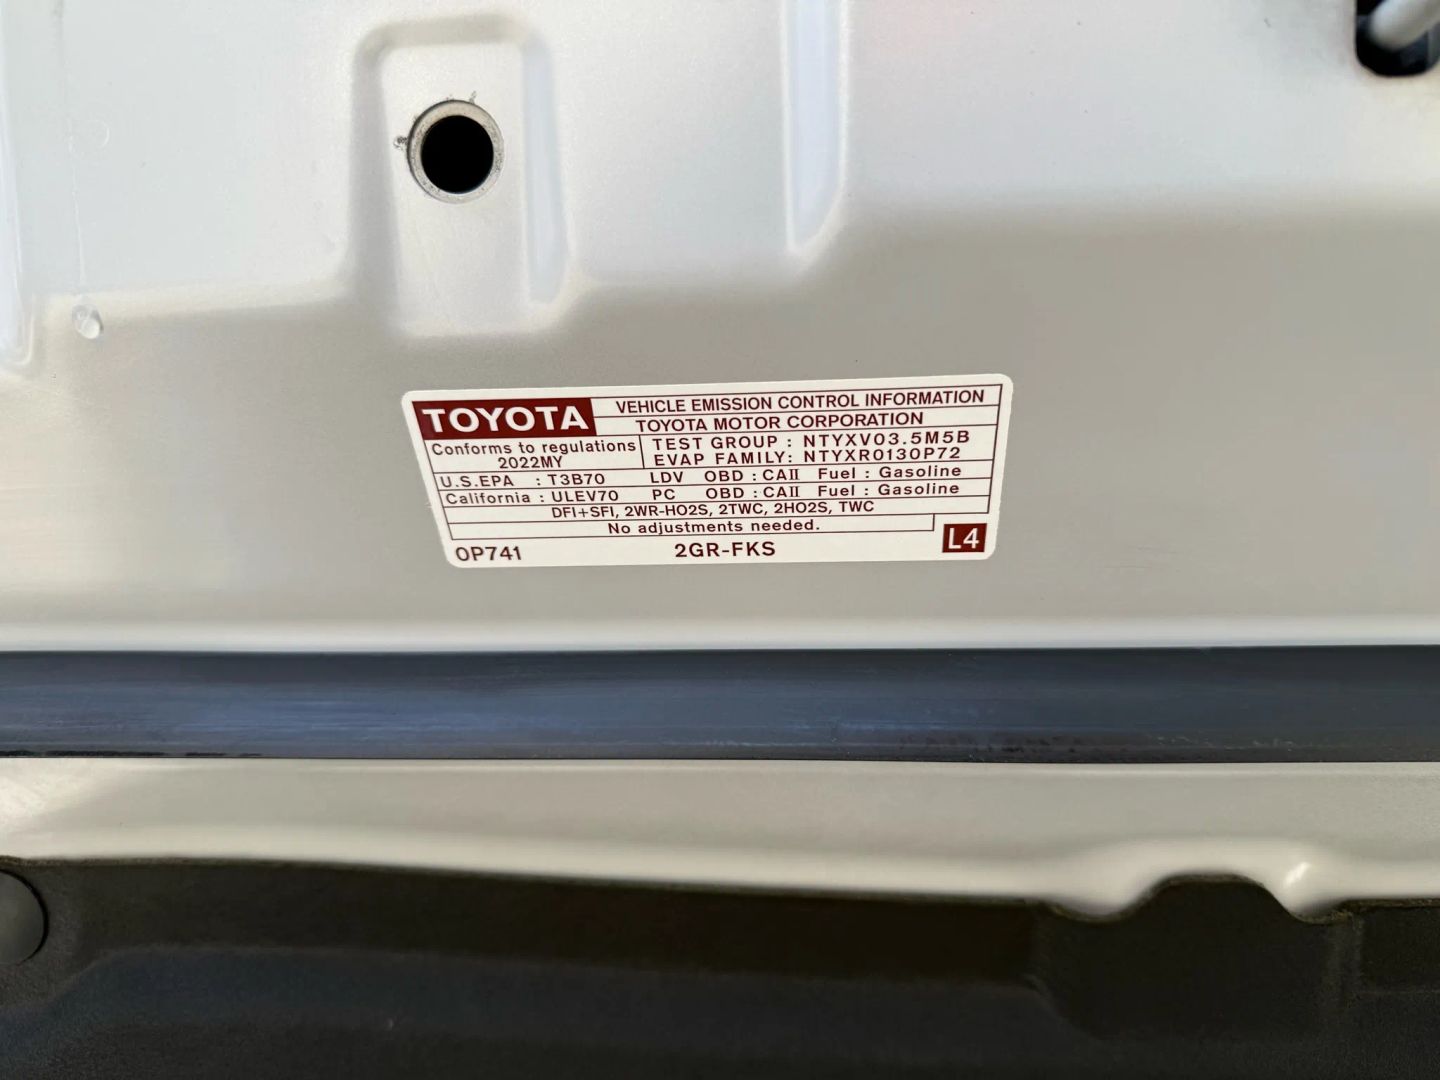 TOYOTA VEHICLE EMISSION CONTROL INFORMATION
TOYOTA MOTOR CORPORATION
Conforms to regulations
2022MY
TEST GROUP : NTYXV03.5M5B
EVAP FAMILY: NTYXR0130P72
U.S.EPA : T3B70 LDV OBD : CAII Fuel : Gasoline
California : ULEV70 PC OBD : CAII Fuel : Gasoline
DFI+SFI, 2WR-HO2S, 2TWC, 2HO2S, TWC
No adjustments needed.
0P741 2GR-FKS L4